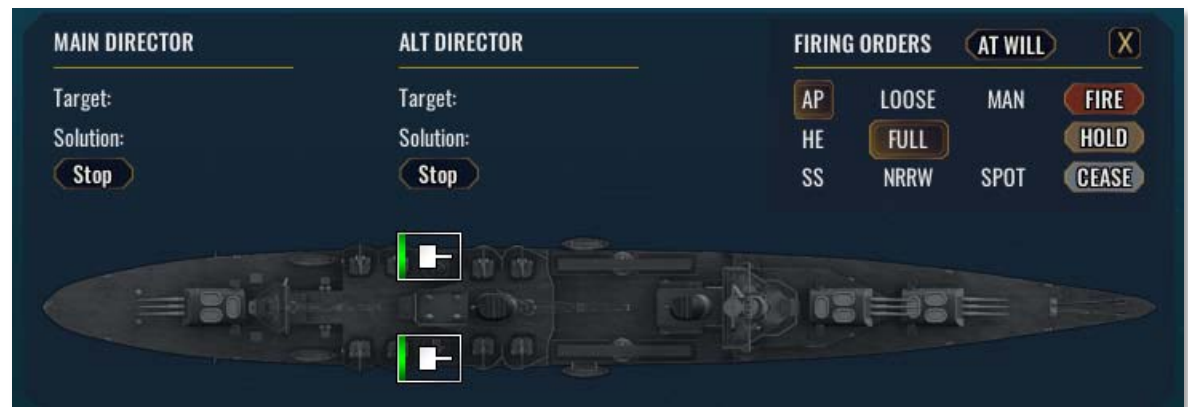 MAIN DIRECTOR
Target:
Solution:
Stop
ALT DIRECTOR
Target:
Solution:
Stop
FIRING ORDERS AT WILL X
AP LOOSE MAN FIRE
HE FULL HOLD
SS NRRW SPOT CEASE